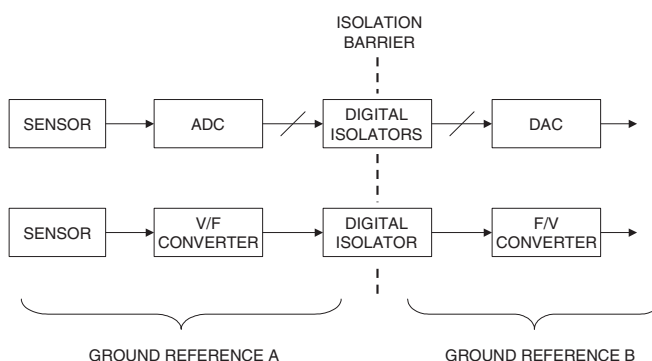 ISOLATION
BARRIER
SENSOR
ADC
DIGITAL
ISOLATORS
DAC
SENSOR
V/F
CONVERTER
DIGITAL
ISOLATOR
F/V
CONVERTER
GROUND REFERENCE A
GROUND REFERENCE B